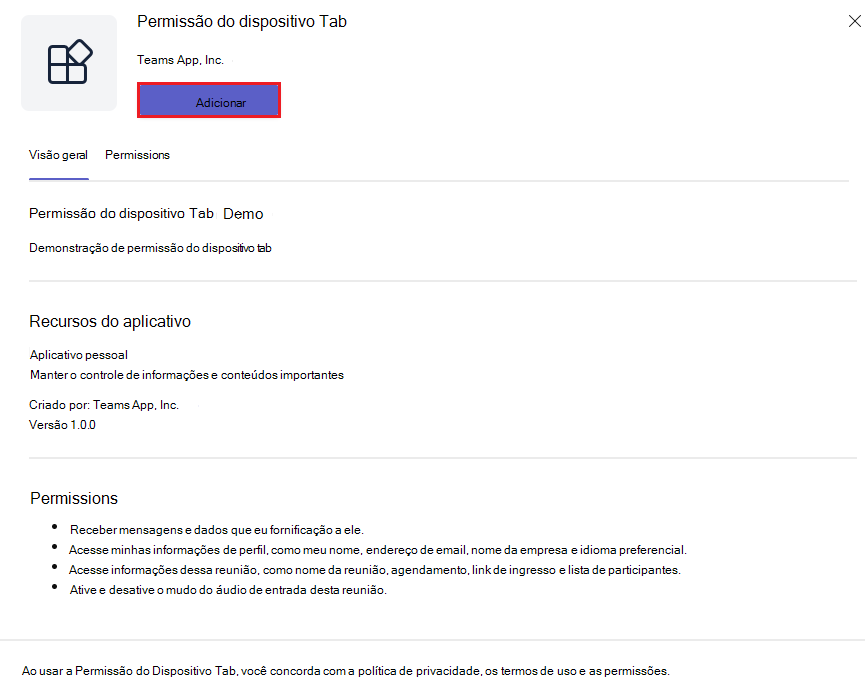 Permissão do dispositivo Tab
Teams App, Inc.
Adicionar
Visão geral Permissions
Permissão do dispositivo Tab Demo
Demonstração de permissão do dispositivo tab
Recursos do aplicativo
Aplicativo pessoal
Manter o controle de informações e conteúdos importantes
Criado por: Teams App, Inc.
Versão 1.0.0
Permissions
• Receber mensagens e dados que eu fornificação a ele.
• Acesse minhas informações de perfil, como meu nome, endereço de email, nome da empresa e idioma preferencial.
• Acesse informações dessa reunião, como nome da reunião, agendamento, link de ingresso e lista de participantes.
• Ative e desative o mudo do áudio de entrada desta reunião.
Ao usar a Permissão do Dispositivo Tab, você concorda com a política de privacidade, os termos de uso e as permissões.